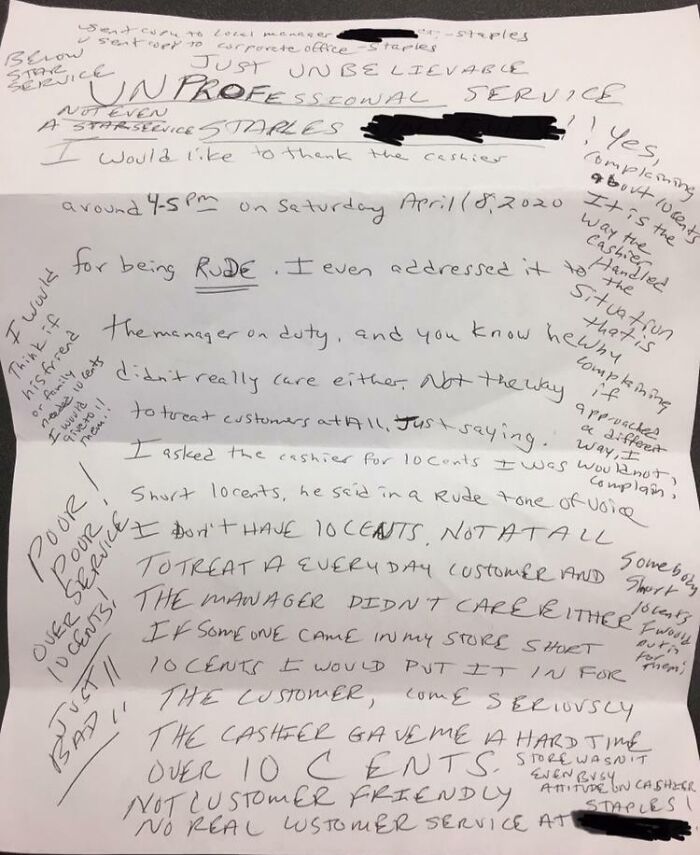 sent copy to Local manager -Staples
sent copy to corporate office - Staples
BELOW
STAR
SERVICE
JUST UNBELIEVABLE
UNPROFESSIONAL SERVICE
NOT EVEN
A STAR SERVICE STAPLES !!
I would like to thank the cashier
around 4-5 pm on Saturday April 18, 2020
for being RUDE. I even addressed it to
the manager on duty, and you know he
didn't really care either. Not the way
to treat customers at All. Just saying.
I asked the cashier for 10 cents I was
Short 10 cents, he said in a Rude tone of voice
I don't HAVE 10 CENTS. NOT AT ALL
TO TREAT A EVERYDAY CUSTOMER AND
THE MANAGER DIDN'T CARE EITHER
IF SOMEONE CAME IN MY STORE SHORT
10 CENTS I WOULD PUT IT IN FOR
THE CUSTOMER, COME SERIOUSLY
THE CASHIER GAVE ME A HARD TIME
OVER 10 CENTS.
STORE WASN'T
EVEN BUSY
ATTITUDE ON CASHIER
STAPLES!
NOT CUSTOMER FRIENDLY
NO REAL CUSTOMER SERVICE AT
! Yes,
complaining
about 10 cents
It is the
way the
Cashier
Handled
the
Situation
that is
why
complaining
if
approached
a different
way, I
would not
complain.
Somebody
Short
10 cents
I would
put in
for
them!
I would
Think if
his friend
or family
needed 10 cents
I would
give to
them!!
POOR!
POOR!
SERVICE
OVER
10 CENTS!
JUST
BAD!!